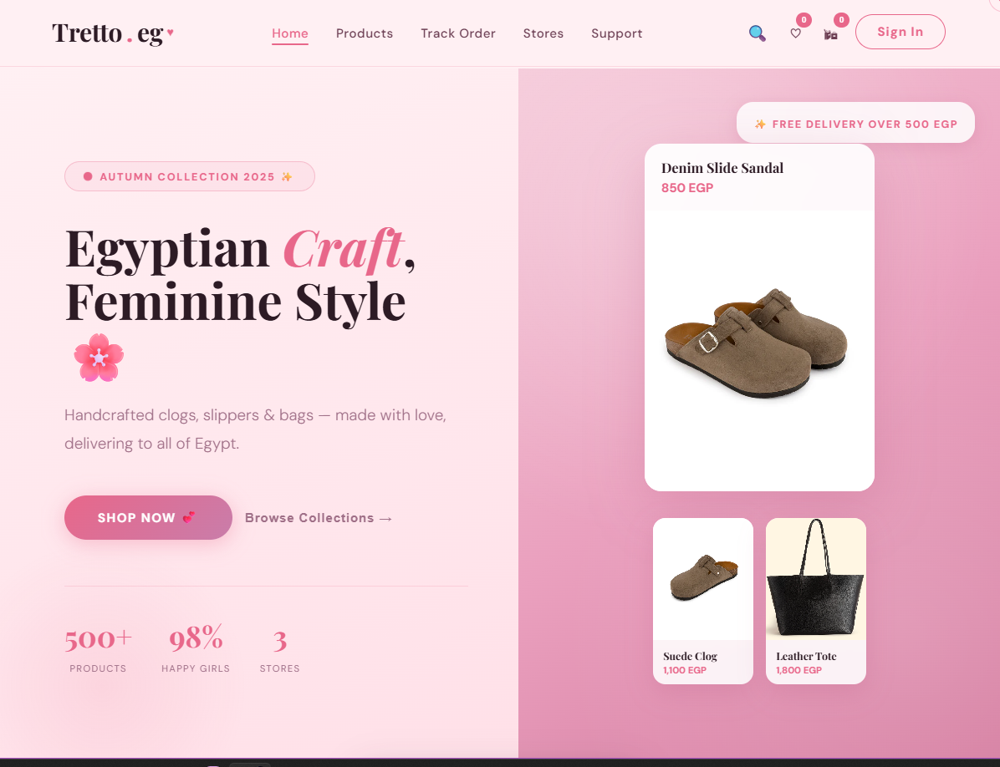 Tretto . eg ♥
Home Products Track Order Stores Support
0
0
Sign In
● AUTUMN COLLECTION 2025 ✨
Egyptian Craft,
Feminine Style
🌸
Handcrafted clogs, slippers & bags — made with love,
delivering to all of Egypt.
SHOP NOW 💕
Browse Collections →
500+
PRODUCTS
98%
HAPPY GIRLS
3
STORES
✨ FREE DELIVERY OVER 500 EGP
Denim Slide Sandal
850 EGP
Suede Clog
1,100 EGP
Leather Tote
1,800 EGP